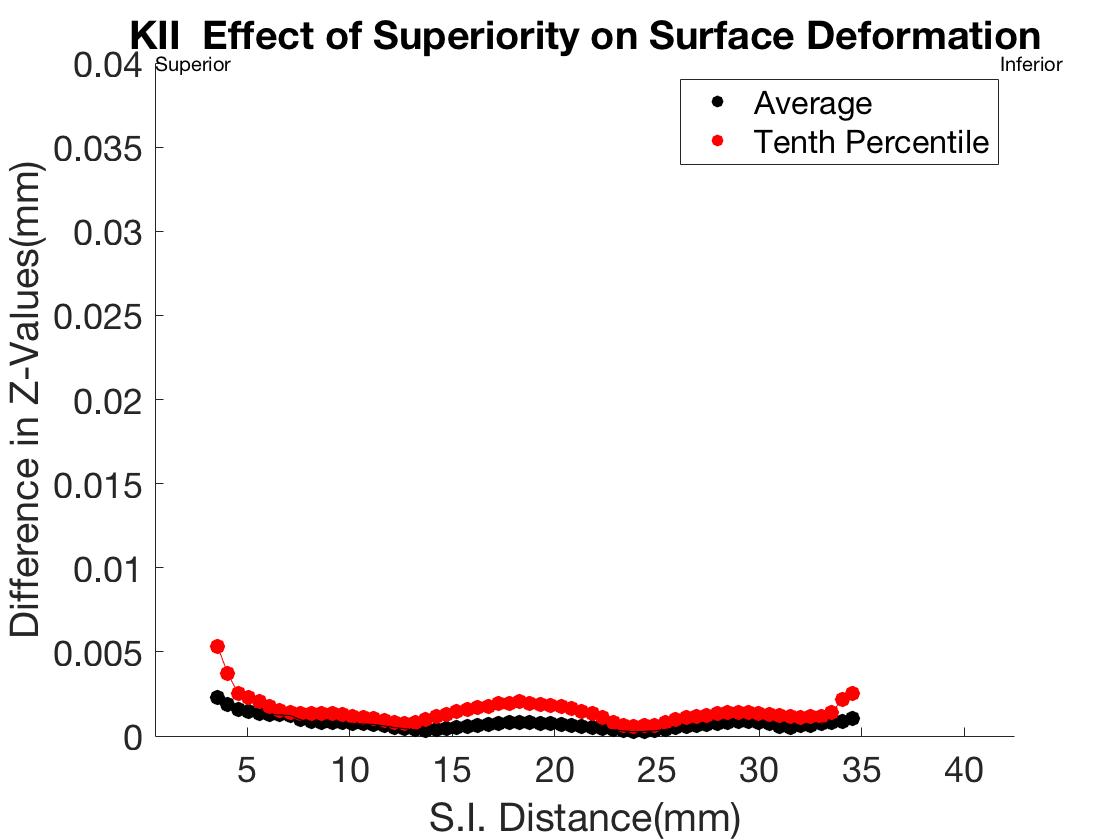 KII  Effect of Superiority on Surface Deformation
Superior
Inferior
Average
Tenth Percentile
0.04
0.035
0.03
0.025
0.02
0.015
0.01
0.005
0
Difference in Z-Values(mm)
5 10 15 20 25 30 35 40
S.I. Distance(mm)